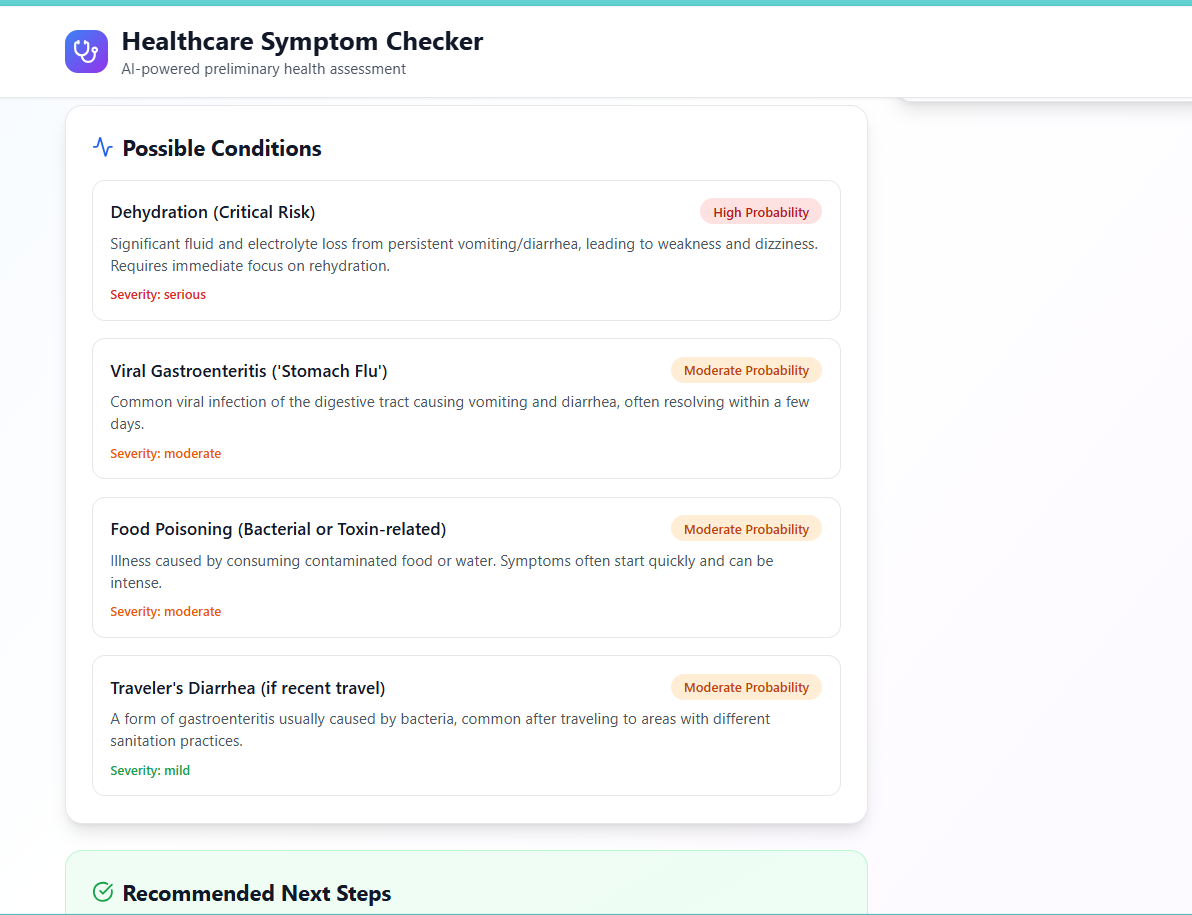 Healthcare Symptom Checker
AI-powered preliminary health assessment
Possible Conditions
Dehydration (Critical Risk)
High Probability
Significant fluid and electrolyte loss from persistent vomiting/diarrhea, leading to weakness and dizziness.
Requires immediate focus on rehydration.
Severity: serious
Viral Gastroenteritis ('Stomach Flu')
Moderate Probability
Common viral infection of the digestive tract causing vomiting and diarrhea, often resolving within a few
days.
Severity: moderate
Food Poisoning (Bacterial or Toxin-related)
Moderate Probability
Illness caused by consuming contaminated food or water. Symptoms often start quickly and can be
intense.
Severity: moderate
Traveler's Diarrhea (if recent travel)
Moderate Probability
A form of gastroenteritis usually caused by bacteria, common after traveling to areas with different
sanitation practices.
Severity: mild
Recommended Next Steps